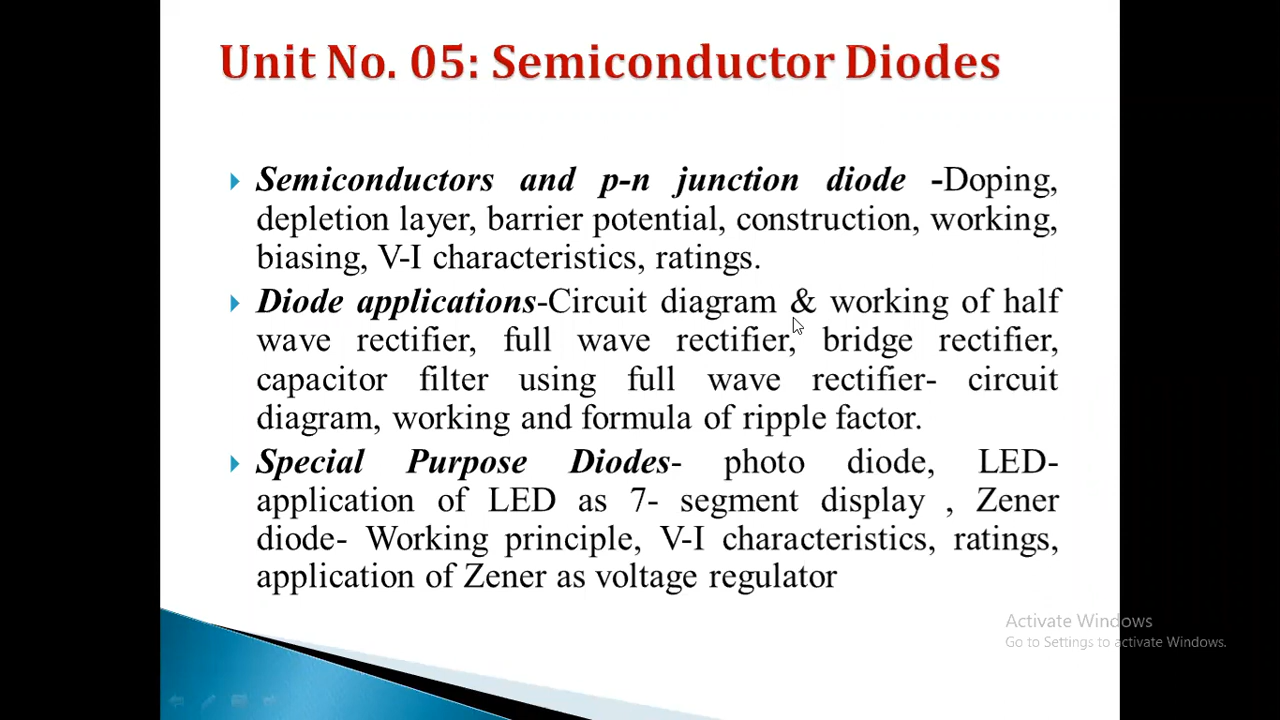 Unit No. 05: Semiconductor Diodes
Semiconductors and p-n junction diode -Doping,
depletion layer, barrier potential, construction, working,
biasing, V-I characteristics, ratings.
Diode applications-Circuit diagram & working of half
wave rectifier, full wave rectifier, bridge rectifier,
capacitor filter using full wave rectifier- circuit
diagram, working and formula of ripple factor.
Special Purpose Diodes- photo diode, LED-
application of LED as 7- segment display , Zener
diode- Working principle, V-I characteristics, ratings,
application of Zener as voltage regulator
Activate Windows
Go to Settings to activate Windows.